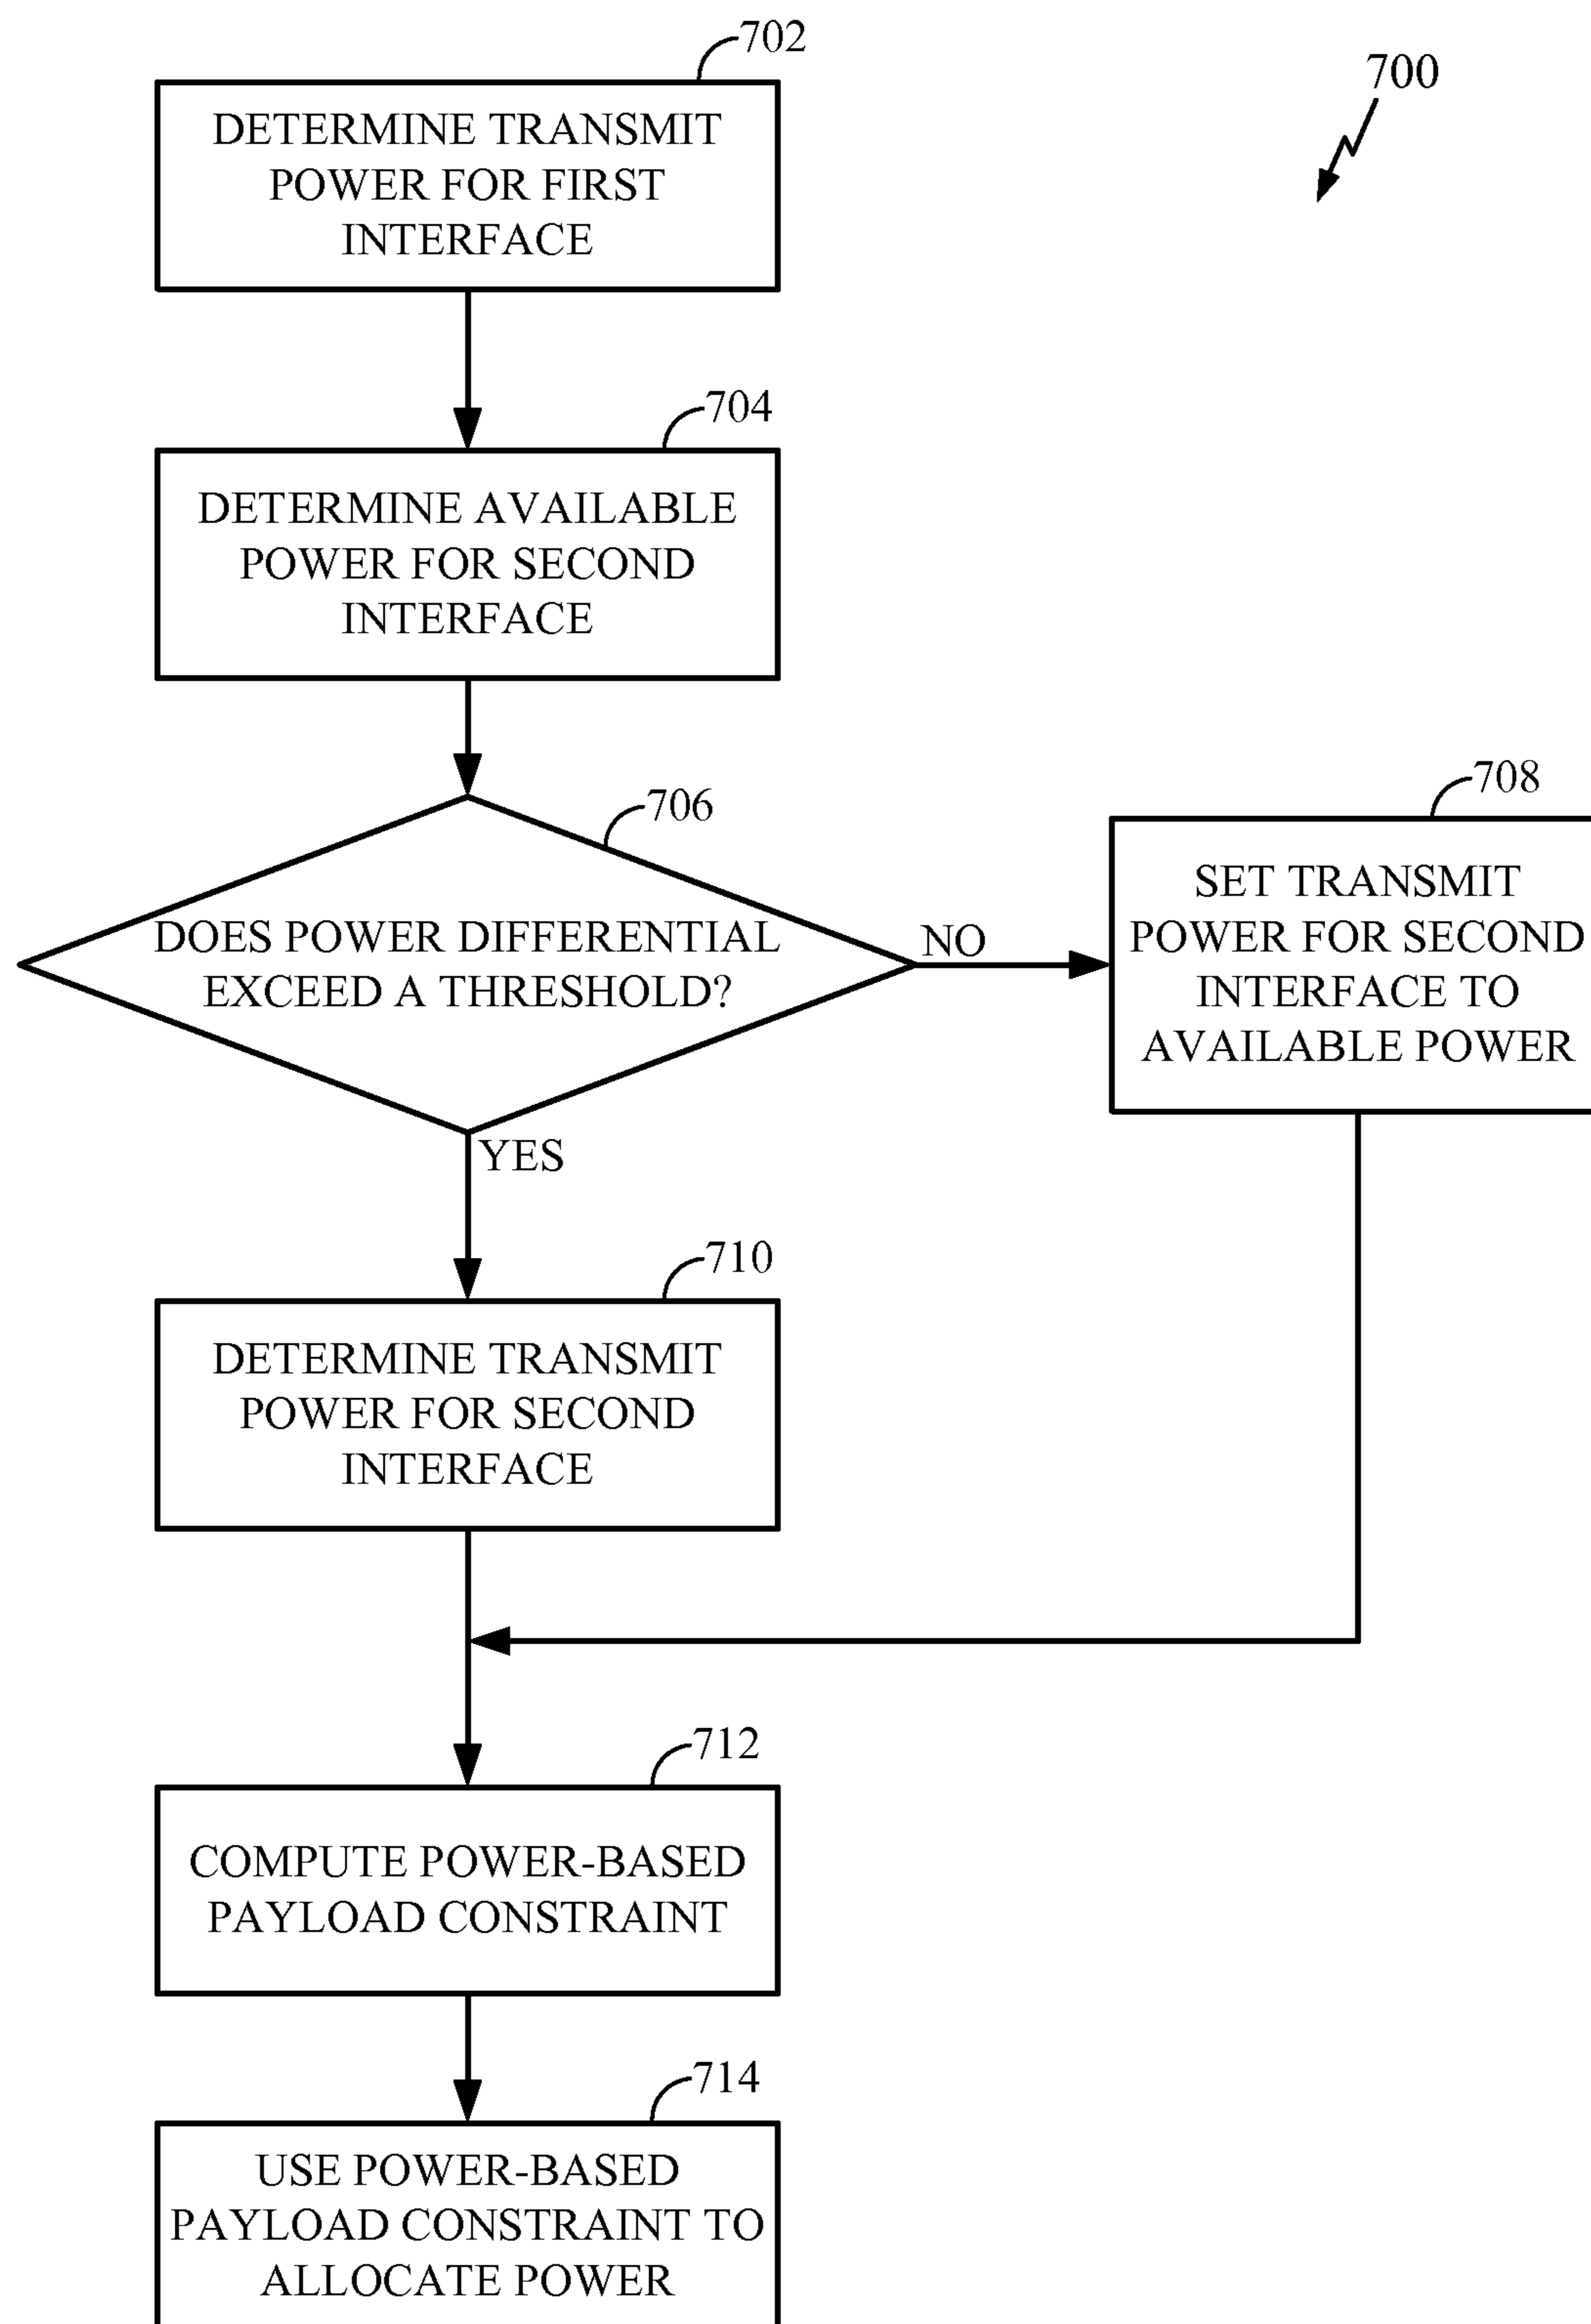 702
700
DETERMINE TRANSMIT
POWER FOR FIRST
INTERFACE
704
DETERMINE AVAILABLE
POWER FOR SECOND
INTERFACE
706
DOES POWER DIFFERENTIAL
EXCEED A THRESHOLD?
NO
708
SET TRANSMIT
POWER FOR SECOND
INTERFACE TO
AVAILABLE POWER
YES
710
DETERMINE TRANSMIT
POWER FOR SECOND
INTERFACE
712
COMPUTE POWER-BASED
PAYLOAD CONSTRAINT
714
USE POWER-BASED
PAYLOAD CONSTRAINT TO
ALLOCATE POWER